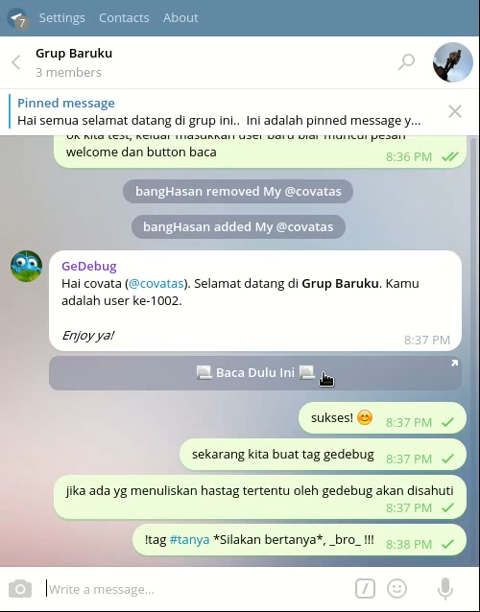 7
Settings Contacts About
Grup Baruku
3 members
Pinned message
Hai semua selamat datang di grup ini.. Ini adalah pinned message y...
ok kita test, keluar masukkan user baru biar muncul pesan
welcome dan button baca
8:36 PM
bangHasan removed My @covatas
bangHasan added My @covatas
GeDebug
Hai covata (@covatas). Selamat datang di Grup Baruku. Kamu
adalah user ke-1002.
Enjoy ya!
8:37 PM
Baca Dulu Ini
sukses! 😊 8:37 PM
sekarang kita buat tag gedebug 8:37 PM
jika ada yg menuliskan hastag tertentu oleh gedebug akan disahuti
8:37 PM
!tag #tanya *Silakan bertanya*, _bro_ !!! 8:38 PM
Write a message...